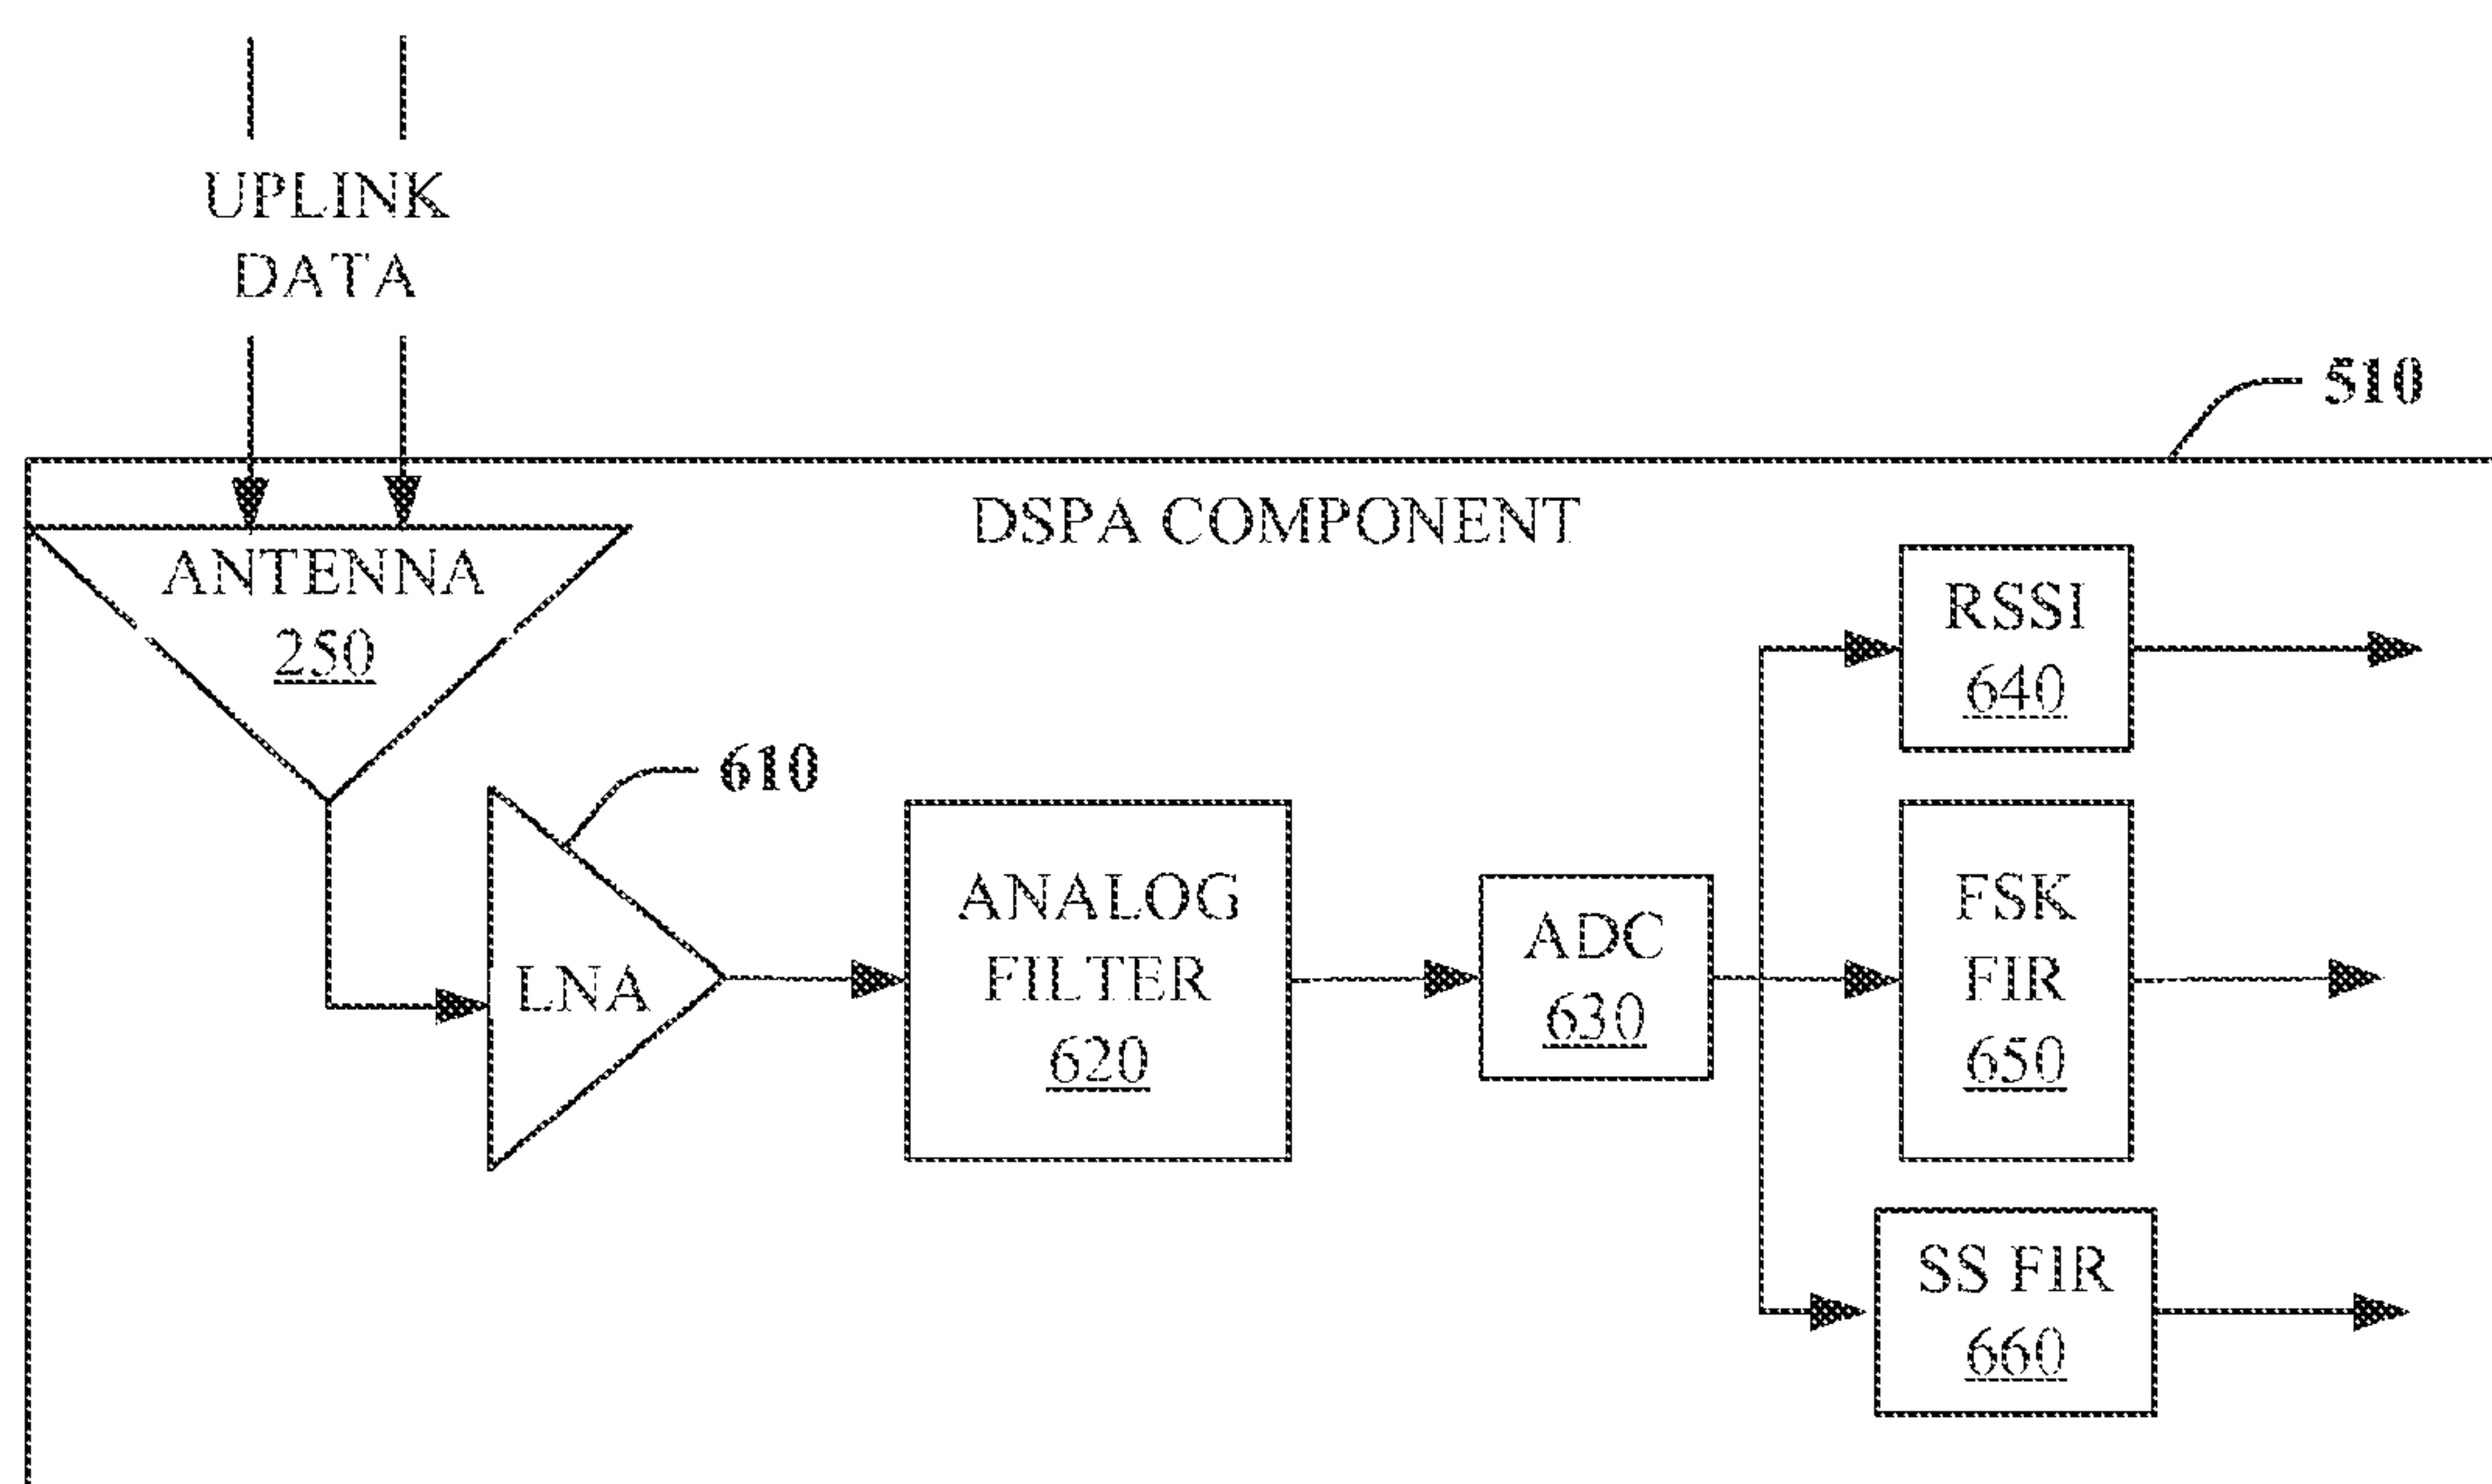 UPLINK
DATA
510
DSPA COMPONENT
ANTENNA
250
RSSI
640
610
LNA
ANALOG
FILTER
620
ADC
630
FSK
FIR
650
SS FIR
660